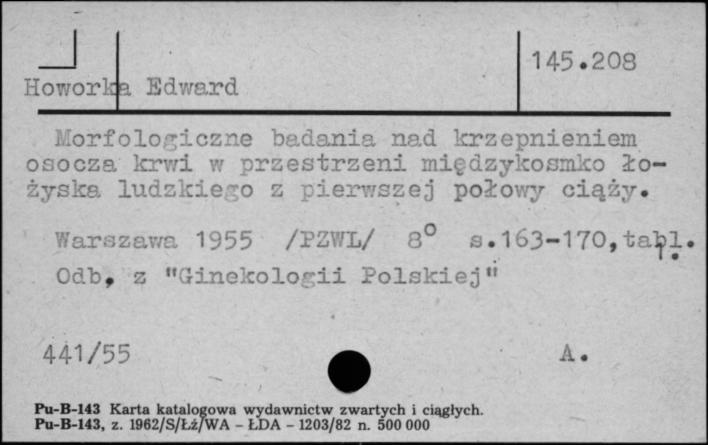 145.208
Howorka Edward
Morfologiczne badania nad krzepnieniem
osocza krwi w przestrzeni międzykosmko ło-
żyska ludzkiego z pierwszej połowy ciąży.
Warszawa 1955 /PZWL/ 8° s.163-170,tabl.
Odb. z "Ginekologii Polskiej"
441/55 A.
Pu-B-143 Karta katalogowa wydawnictw zwartych i ciągłych.
Pu-B-143, z. 1962/S/Łż/WA – ŁDA – 1203/82 n. 500 000